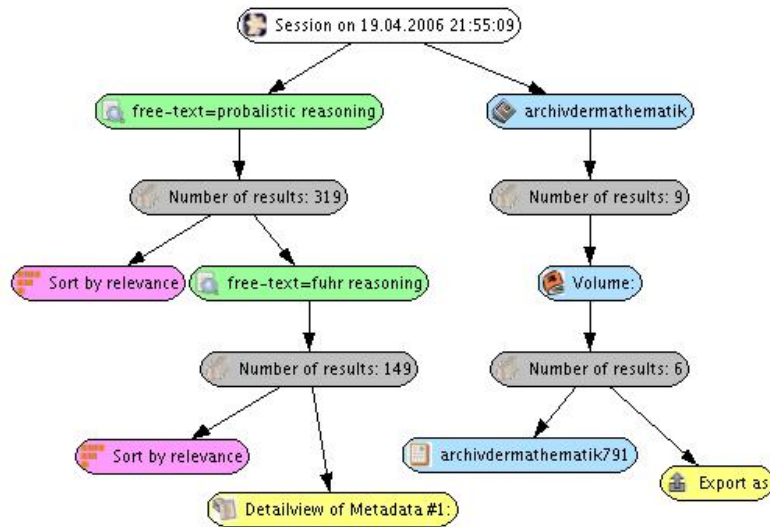 Session on 19.04.2006 21:55:09
free-text=probalistic reasoning
archivdermathematik
Number of results: 319
Number of results: 9
Sort by relevance
free-text=fuhr reasoning
Volume:
Number of results: 149
Number of results: 6
Sort by relevance
archivdermathematik791
Detailview of Metadata #1:
Export as